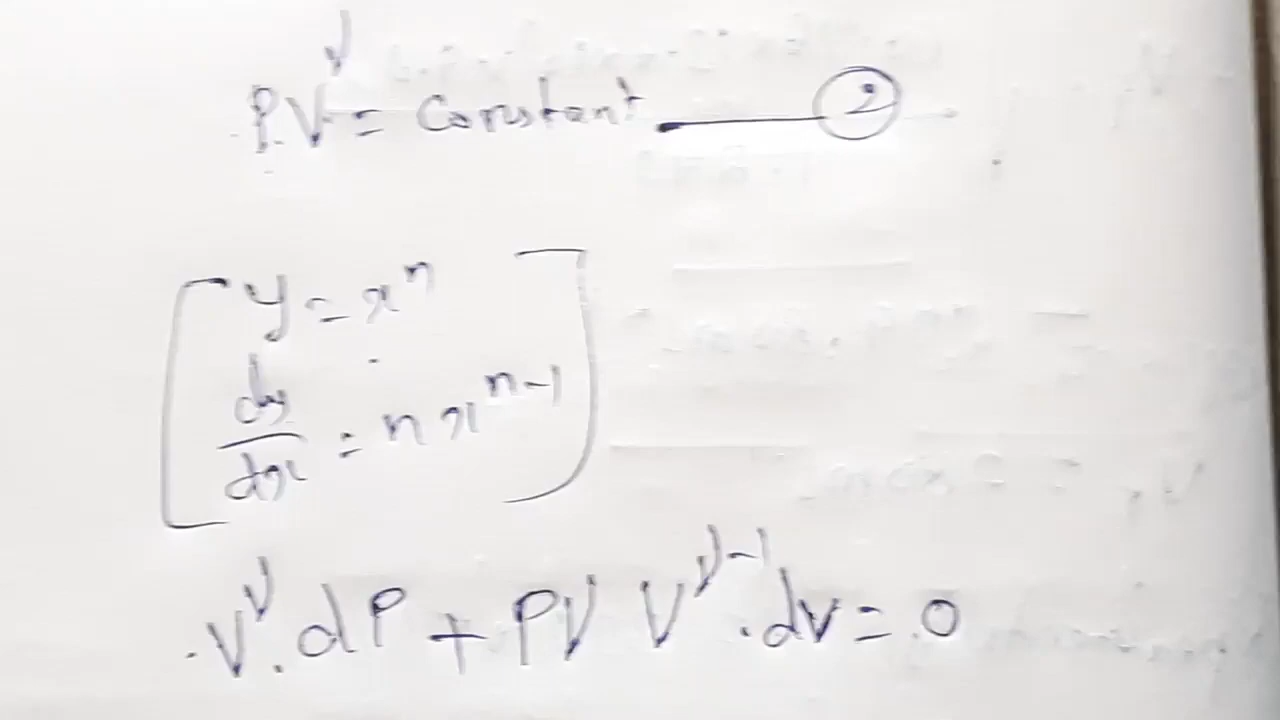 PV^γ = Constant ——— ②
y = x^n
dy/dx = n x^(n-1)
V^γ . dP + Pγ V^(γ-1) . dV = 0